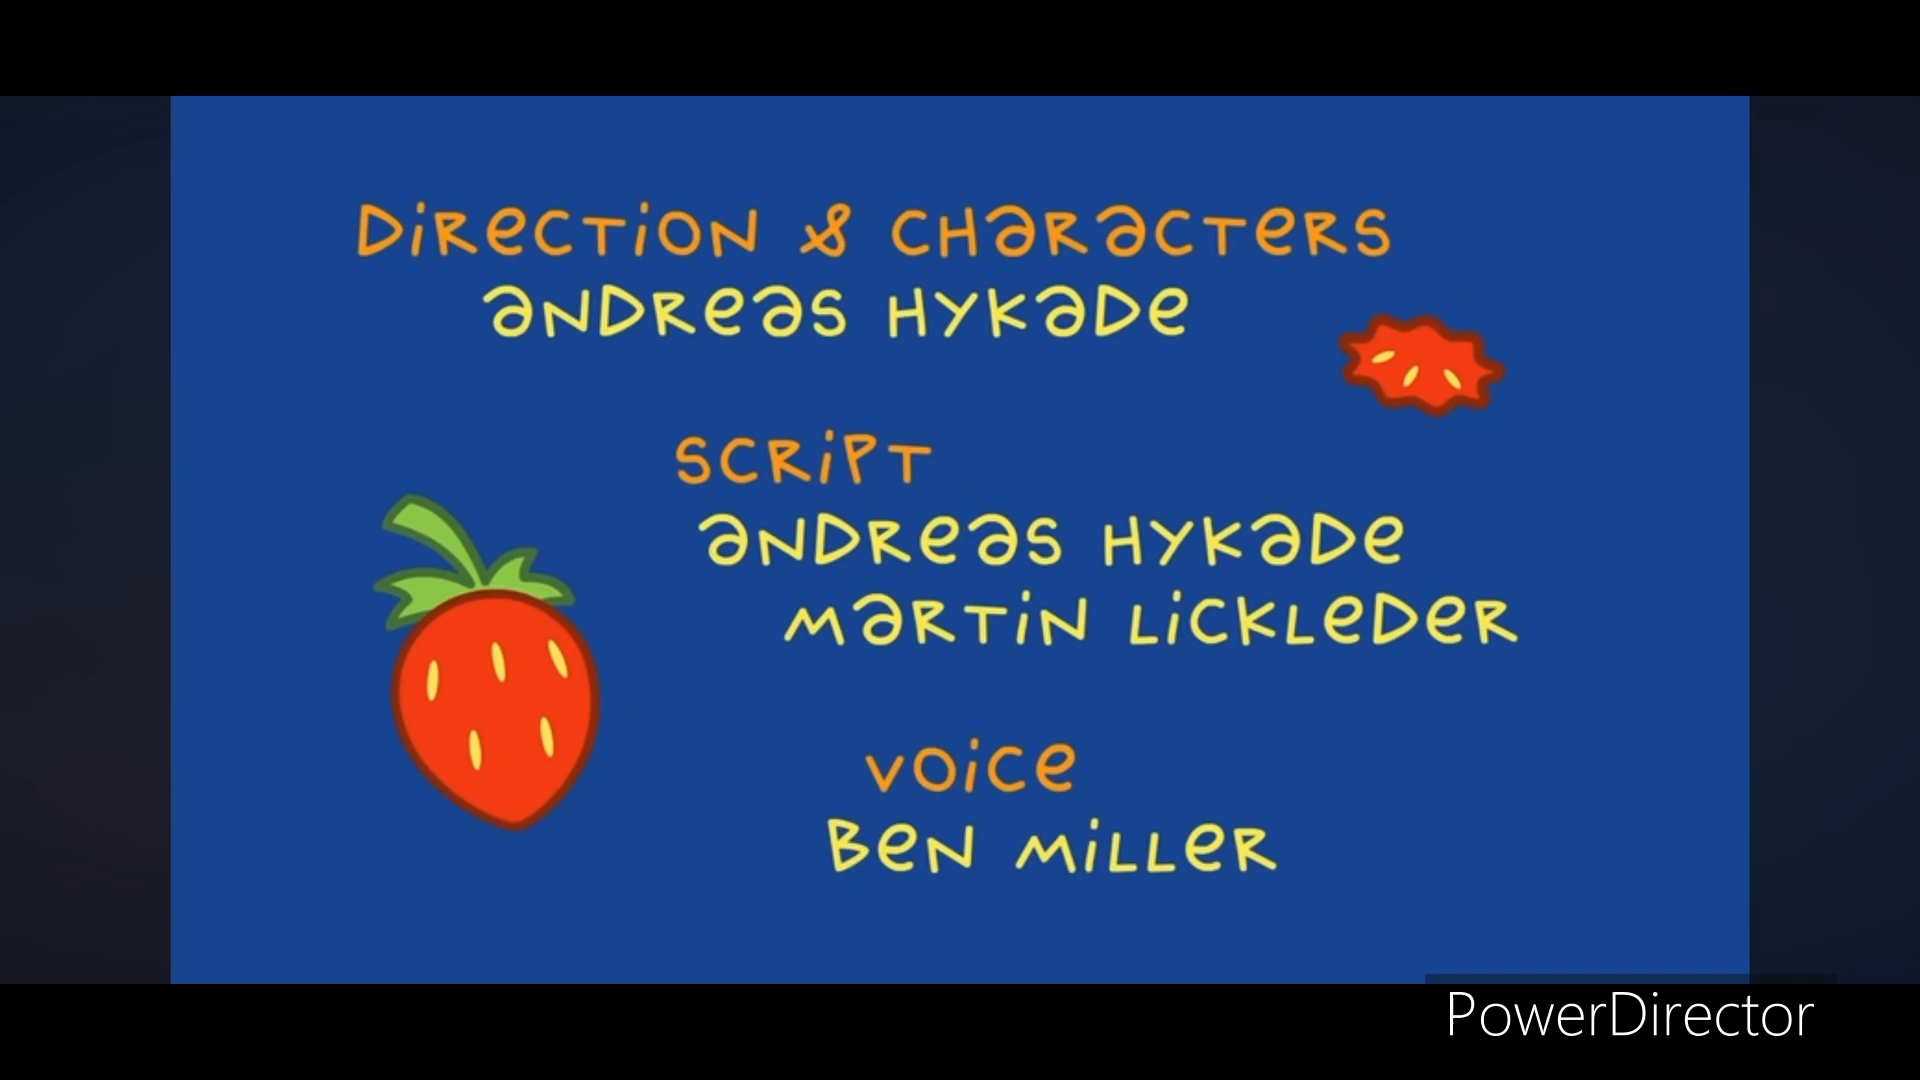 Direction & Characters
Andreas Hykade
Script
Andreas Hykade
Martin Lickleder
Voice
Ben Miller
PowerDirector